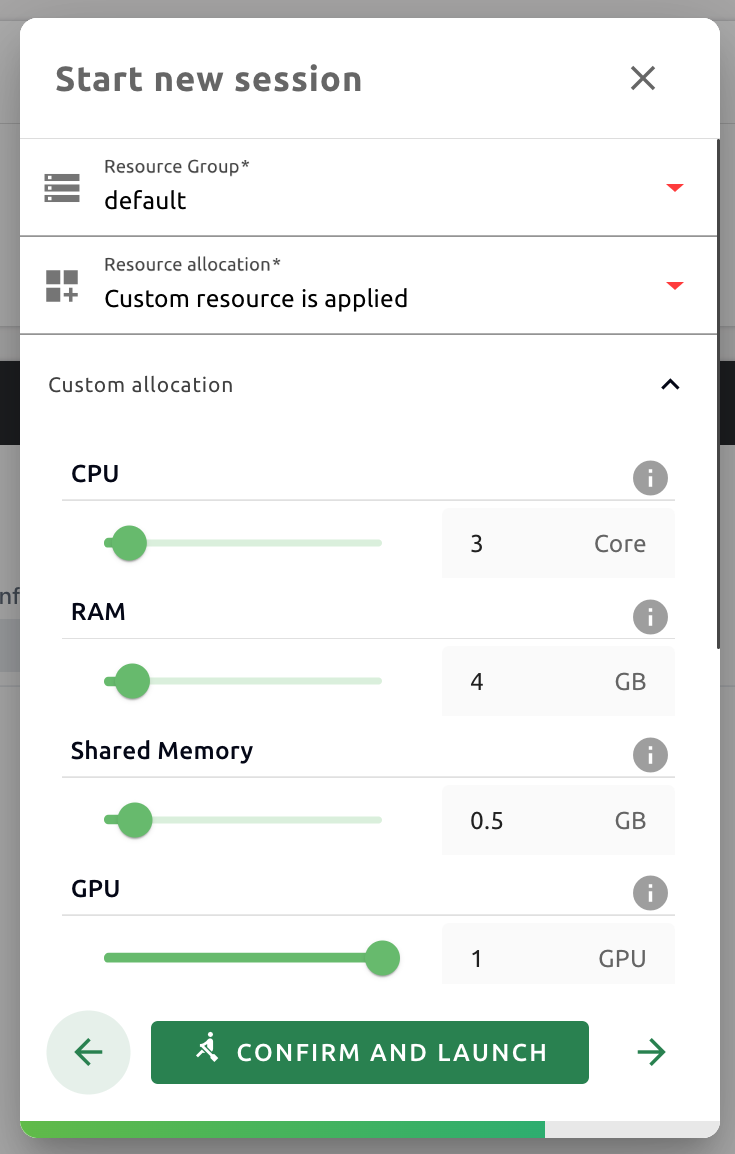 Start new session
Resource Group*
default
Resource allocation*
Custom resource is applied
Custom allocation
CPU
3 Core
RAM
4 GB
Shared Memory
0.5 GB
GPU
1 GPU
CONFIRM AND LAUNCH